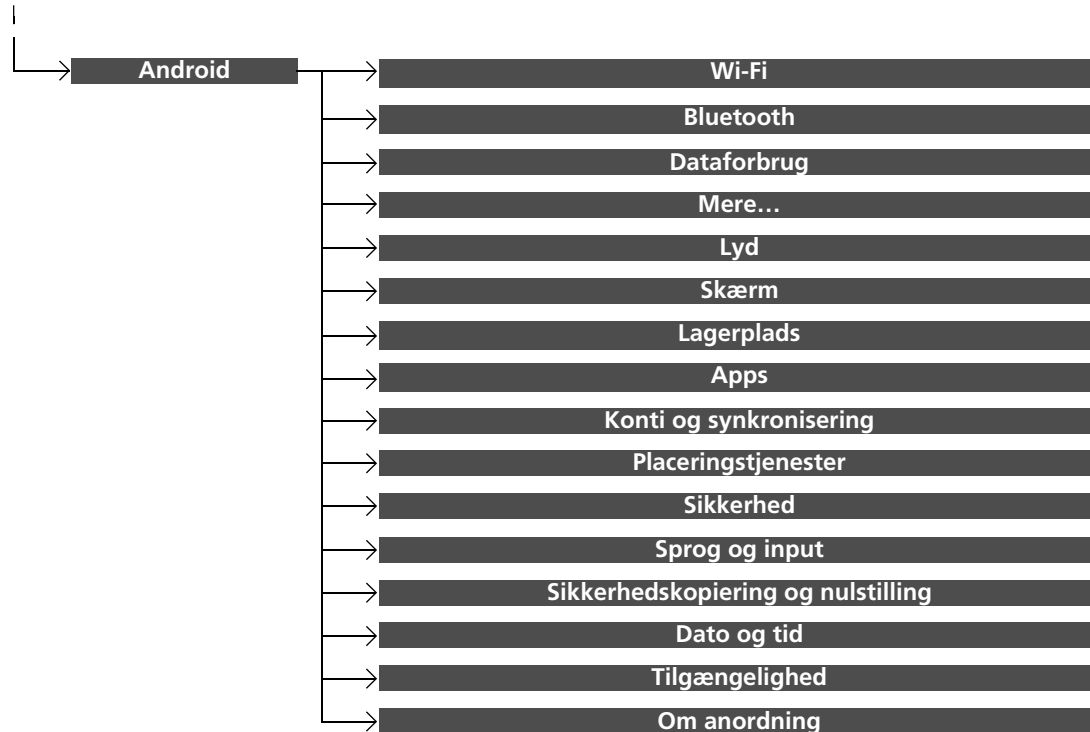 Android
Wi-Fi
Bluetooth
Dataforbrug
Mere…
Lyd
Skærm
Lagerplads
Apps
Konti og synkronisering
Placeringstjenester
Sikkerhed
Sprog og input
Sikkerhedskopiering og nulstilling
Dato og tid
Tilgængelighed
Om anordning